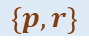 {p, r}